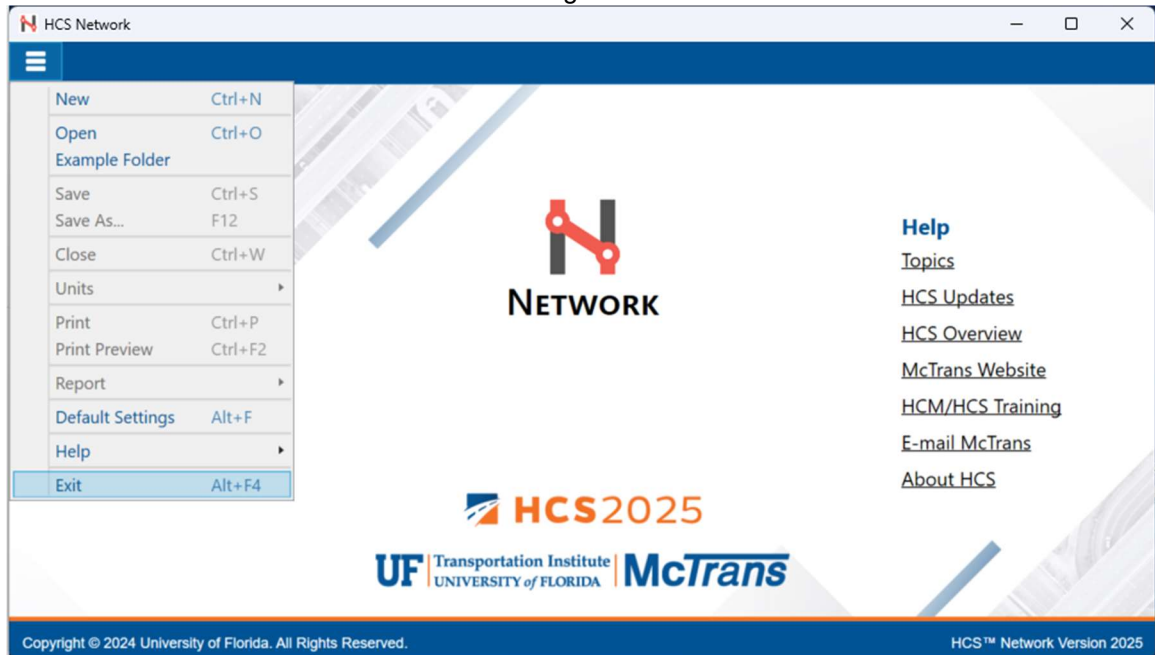 HCS Network
New Ctrl+N
Open Ctrl+O
Example Folder
Save Ctrl+S
Save As... F12
Close Ctrl+W
Units
Print Ctrl+P
Print Preview Ctrl+F2
Report
Default Settings Alt+F
Help
Exit Alt+F4
NETWORK
Help
Topics
HCS Updates
HCS Overview
McTrans Website
HCM/HCS Training
E-mail McTrans
About HCS
HCS2025
UF Transportation Institute
UNIVERSITY of FLORIDA
McTrans
Copyright © 2024 University of Florida. All Rights Reserved.
HCS™ Network Version 2025